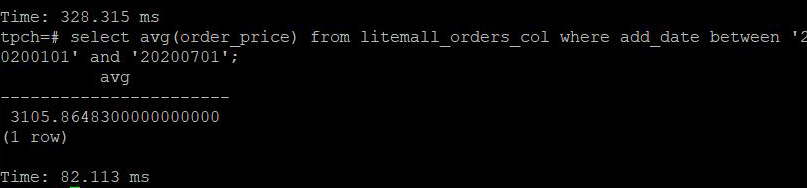 Time: 328.315 ms
tpch=# select avg(order_price) from litemall_orders_col where add_date between '2
0200101' and '20200701';
avg
-----------------------
3105.8648300000000000
(1 row)
Time: 82.113 ms